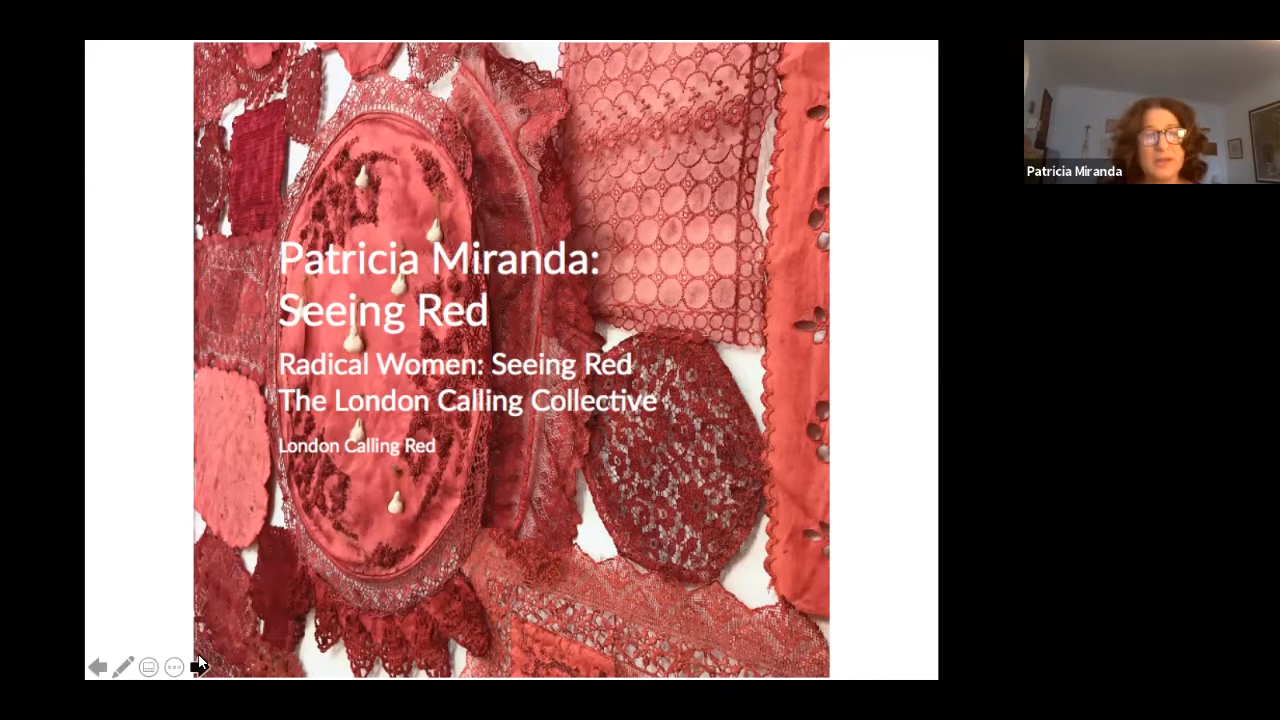 Patricia Miranda:
Seeing Red
Radical Women: Seeing Red
The London Calling Collective
London Calling Red
Patricia Miranda